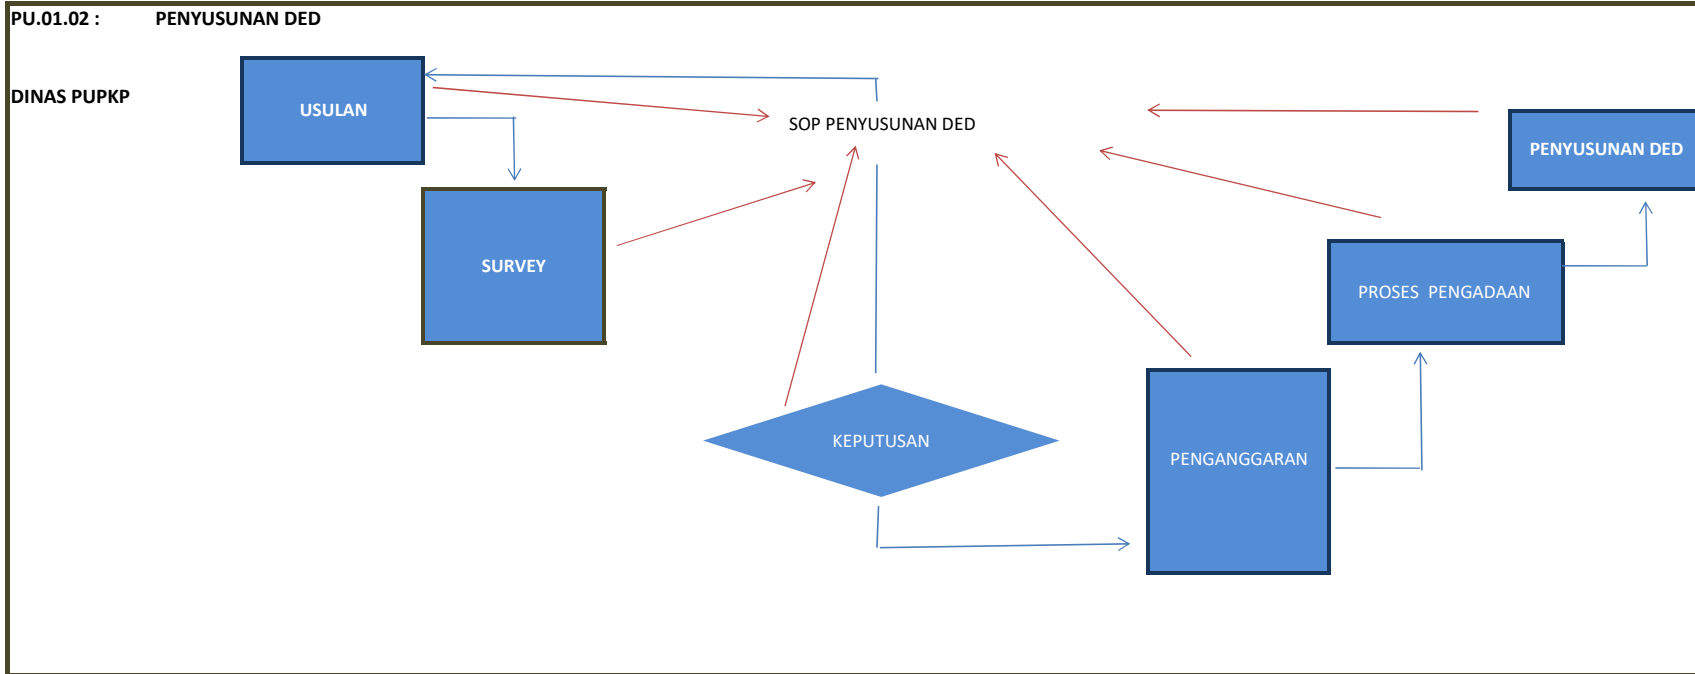 PU.01.02 : PENYUSUNAN DED
DINAS PUPKP
USULAN
SOP PENYUSUNAN DED
PENYUSUNAN DED
SURVEY
PROSES PENGADAAN
KEPUTUSAN
PENGANGGARAN